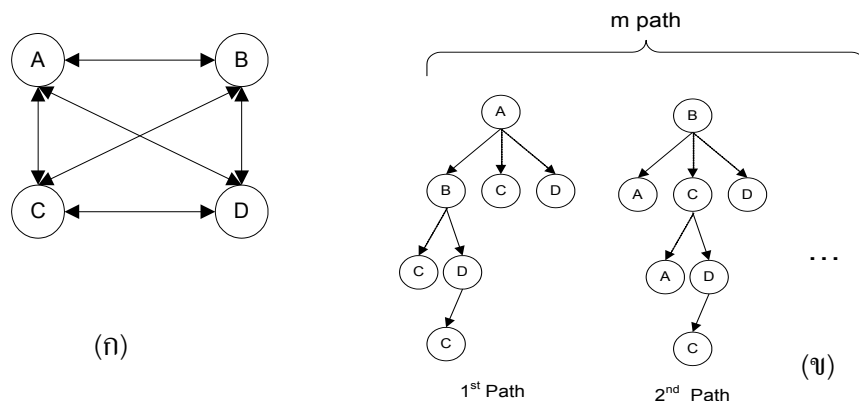 m path
A B
C D
(ก)
A
B C D
C D
C
1st Path
B
A C D
A D
C
2nd Path
...
(ข)